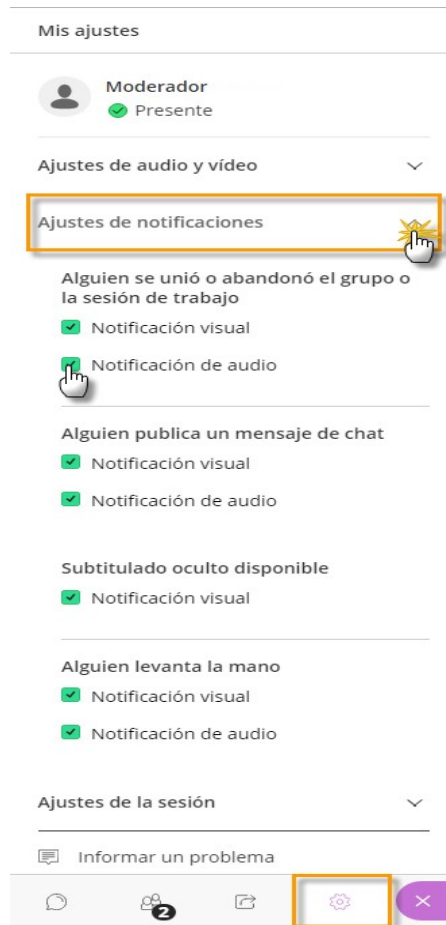 Mis ajustes
Moderador
Presente
Ajustes de audio y vídeo
Ajustes de notificaciones
Alguien se unió o abandonó el grupo o
la sesión de trabajo
Notificación visual
Notificación de audio
Alguien publica un mensaje de chat
Notificación visual
Notificación de audio
Subtitulado oculto disponible
Notificación visual
Alguien levanta la mano
Notificación visual
Notificación de audio
Ajustes de la sesión
Informar un problema
2